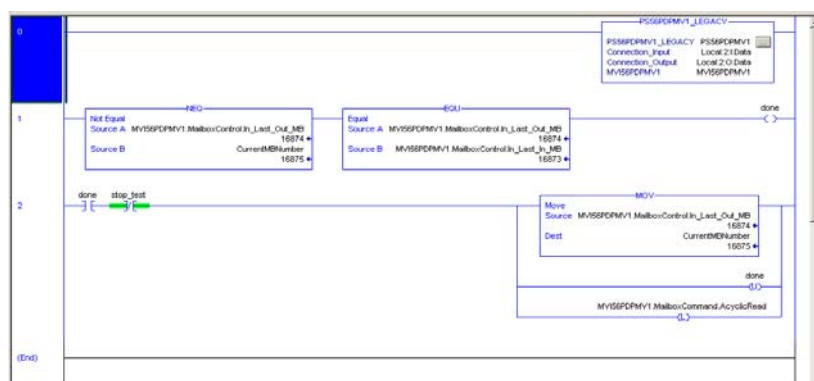 0
PS56PDPMV1_LEGACY
PS56PDPMV1_LEGACY PS56PDPMV1
Connection_Input Local:2:I.Data
Connection_Output Local:2:O.Data
MVI56PDPMV1 MVI56PDPMV1
1
NEQ
Not Equal
Source A MVI56PDPMV1.MailboxControl.In_Last_Out_MB
16874
Source B CurrentMBNumber
16875
EQU
Equal
Source A MVI56PDPMV1.MailboxControl.In_Last_Out_MB
16874
Source B MVI56PDPMV1.MailboxControl.In_Last_In_MB
16873
done
2
done
stop_test
MOV
Move
Source MVI56PDPMV1.MailboxControl.In_Last_Out_MB
16874
Dest CurrentMBNumber
16875
done
U
MVI56PDPMV1.MailboxCommand.AcyclicRead
L
(End)